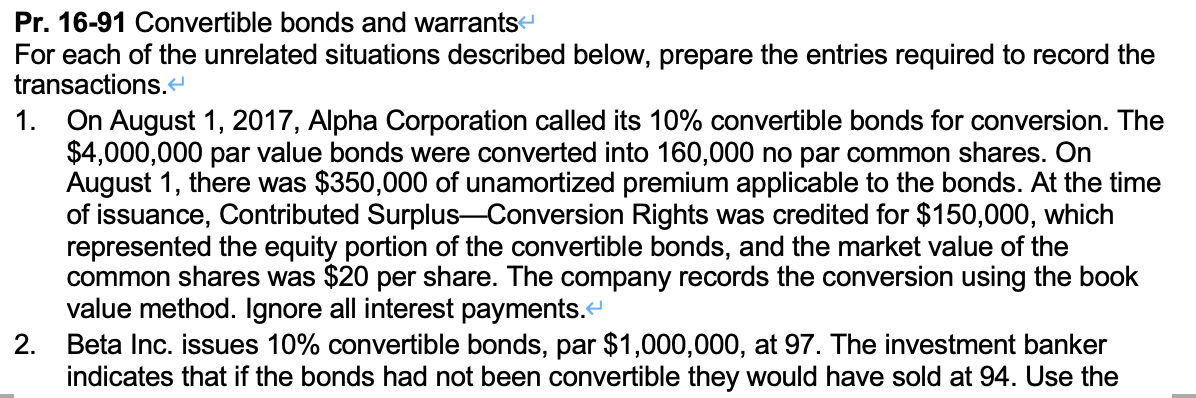 Pr. 16-91 Convertible bonds and warrants↵
For each of the unrelated situations described below, prepare the entries required to record the
transactions.↵
1. On August 1, 2017, Alpha Corporation called its 10% convertible bonds for conversion. The
$4,000,000 par value bonds were converted into 160,000 no par common shares. On
August 1, there was $350,000 of unamortized premium applicable to the bonds. At the time
of issuance, Contributed Surplus—Conversion Rights was credited for $150,000, which
represented the equity portion of the convertible bonds, and the market value of the
common shares was $20 per share. The company records the conversion using the book
value method. Ignore all interest payments.↵
2. Beta Inc. issues 10% convertible bonds, par $1,000,000, at 97. The investment banker
indicates that if the bonds had not been convertible they would have sold at 94. Use the